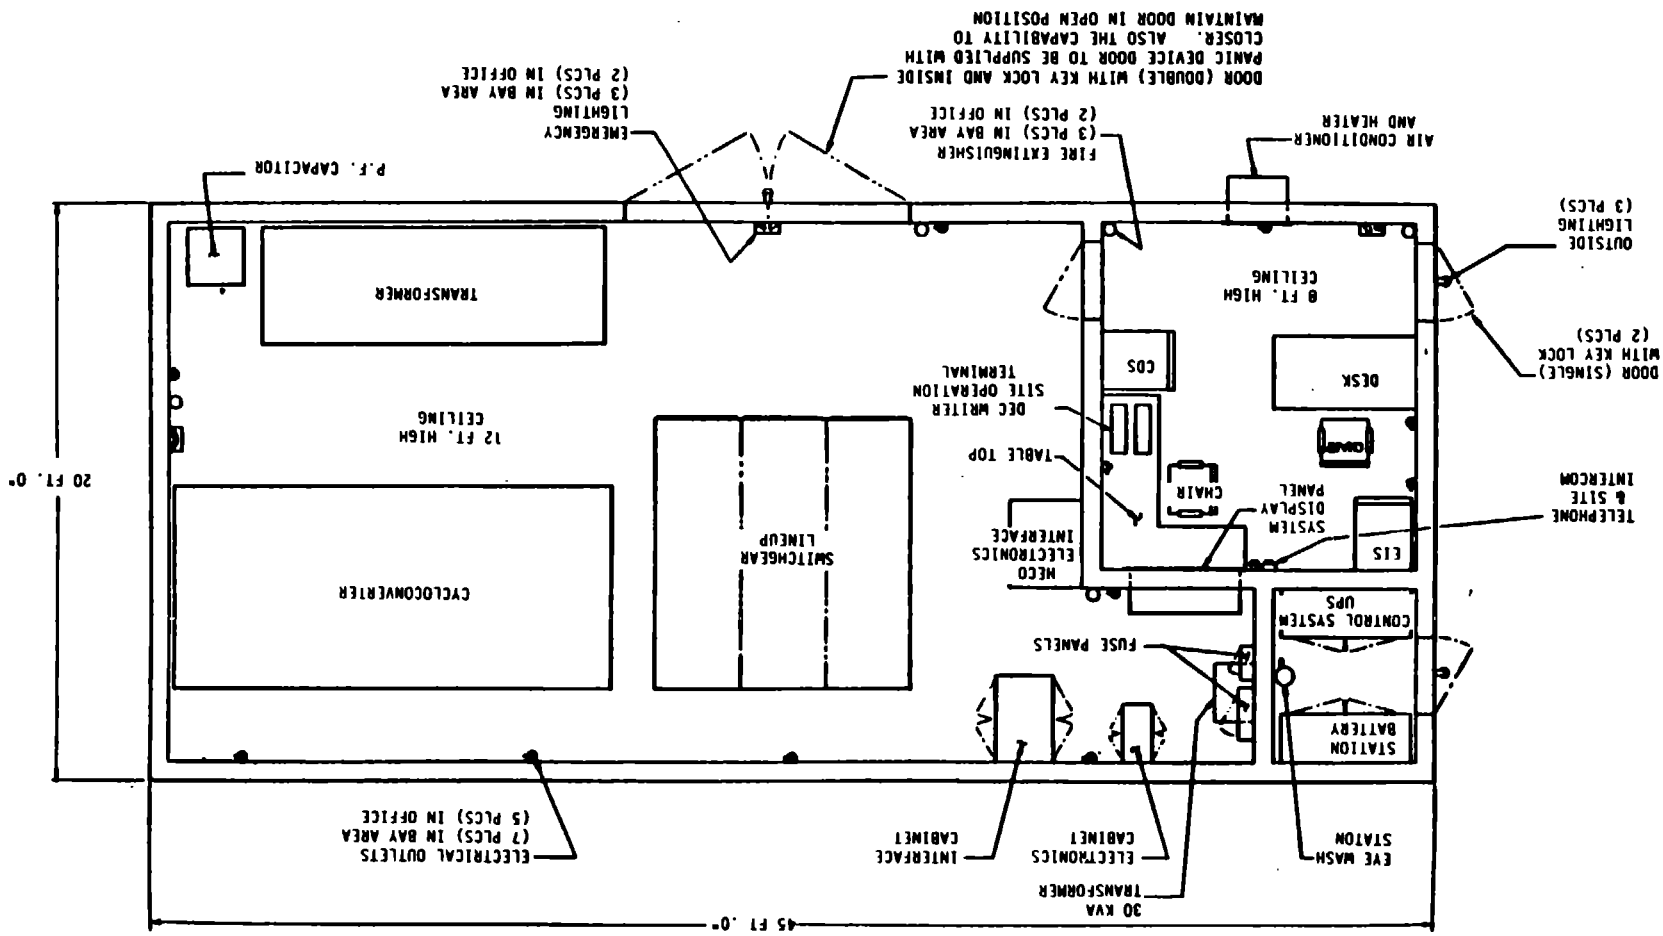 45 FT .0"
30 KVA
TRANSFORMER
EYE WASH
STATON
ELECTRONICS
CABINET
INTERFACE
CABINET
ELECTRICAL OUTLETS
(7 PLCS) IN BAY AREA
(5 PLCS) IN OFFICE
STATION
BATTERY
FUSE PANELS
CONTROL SYSTEM
UPS
EIS
TELEPHONE
& SITE
INTERCOM
SYSTEM
DISPLAY
PANEL
CHAIR
TABLE TOP
HECO
ELECTRONICS
INTERFACE
SWITCHGEAR
LINEUP
CYCLOCONVERTER
20 FT. 0"
DESK
DOOR (SINGLE)
WITH KEY LOCK
(2 PLCS)
DEC WRITER
SITE OPERATION
TERMINAL
CDS
12 FT. HIGH
CEILING
8 FT. HIGH
CEILING
TRANSFORMER
OUTSIDE
LIGHTING
(3 PLCS)
P.F. CAPACITOR
AIR CONDITIONER
AND HEATER
FIRE EXTINGUISHER
(3 PLCS) IN BAY AREA
(2 PLCS) IN OFFICE
EMERGENCY
LIGHTING
(3 PLCS) IN BAY AREA
(2 PLCS) IN OFFICE
DOOR (DOUBLE) WITH KEY LOCK AND INSIDE
PANIC DEVICE DOOR TO BE SUPPLIED WITH
CLOSER. ALSO THE CAPABILITY TO
MAINTAIN DOOR IN OPEN POSITION